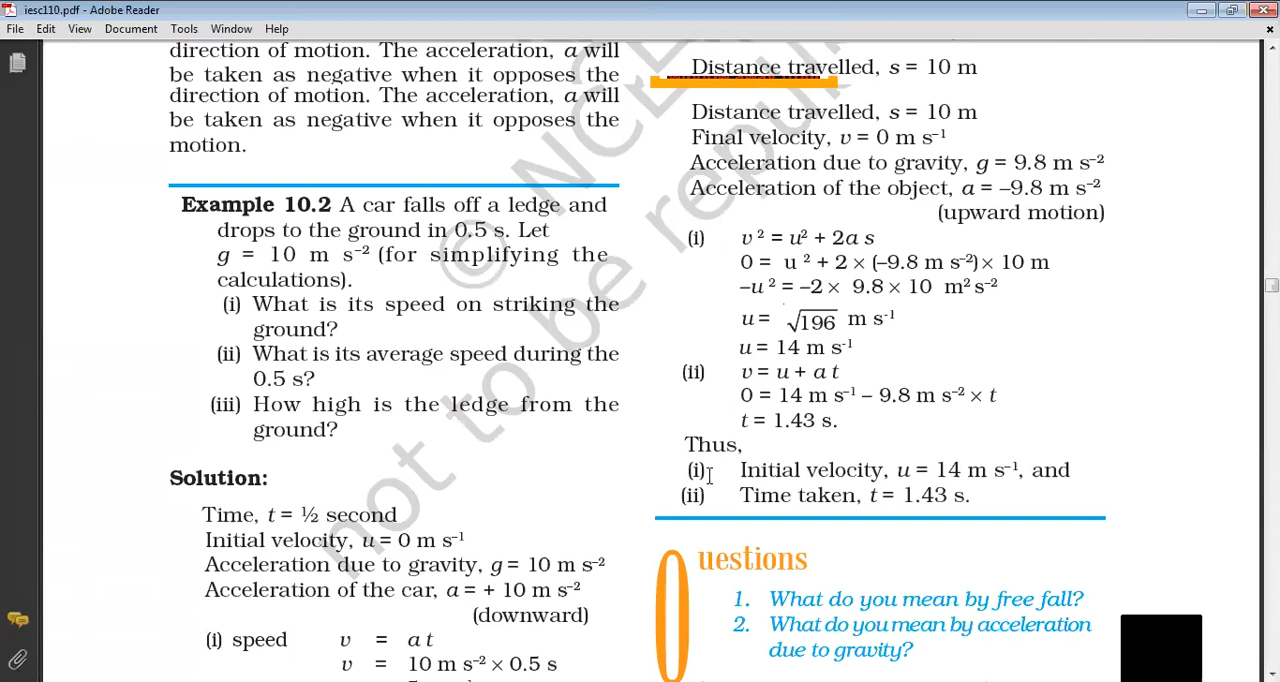 iesc110.pdf - Adobe Reader
File Edit View Document Tools Window Help
direction of motion. The acceleration, a will
be taken as negative when it opposes the
direction of motion. The acceleration, a will
be taken as negative when it opposes the
motion.
Example 10.2 A car falls off a ledge and
drops to the ground in 0.5 s. Let
g = 10 m s⁻² (for simplifying the
calculations).
(i) What is its speed on striking the
ground?
(ii) What is its average speed during the
0.5 s?
(iii) How high is the ledge from the
ground?
Solution:
Time, t = ½ second
Initial velocity, u = 0 m s⁻¹
Acceleration due to gravity, g = 10 m s⁻²
Acceleration of the car, a = + 10 m s⁻²
(downward)
(i) speed v = a t
v = 10 m s⁻² × 0.5 s
Distance travelled, s = 10 m
Distance travelled, s = 10 m
Final velocity, v = 0 m s⁻¹
Acceleration due to gravity, g = 9.8 m s⁻²
Acceleration of the object, a = –9.8 m s⁻²
(upward motion)
(i) v ² = u² + 2a s
0 = u ² + 2 × (–9.8 m s⁻²) × 10 m
–u ² = –2 × 9.8 × 10 m² s⁻²
u = √196 m s⁻¹
u = 14 m s⁻¹
(ii) v = u + a t
0 = 14 m s⁻¹ – 9.8 m s⁻² × t
t = 1.43 s.
Thus,
(i) Initial velocity, u = 14 m s⁻¹, and
(ii) Time taken, t = 1.43 s.
Questions
1. What do you mean by free fall?
2. What do you mean by acceleration
due to gravity?
© NCE
not to be republ